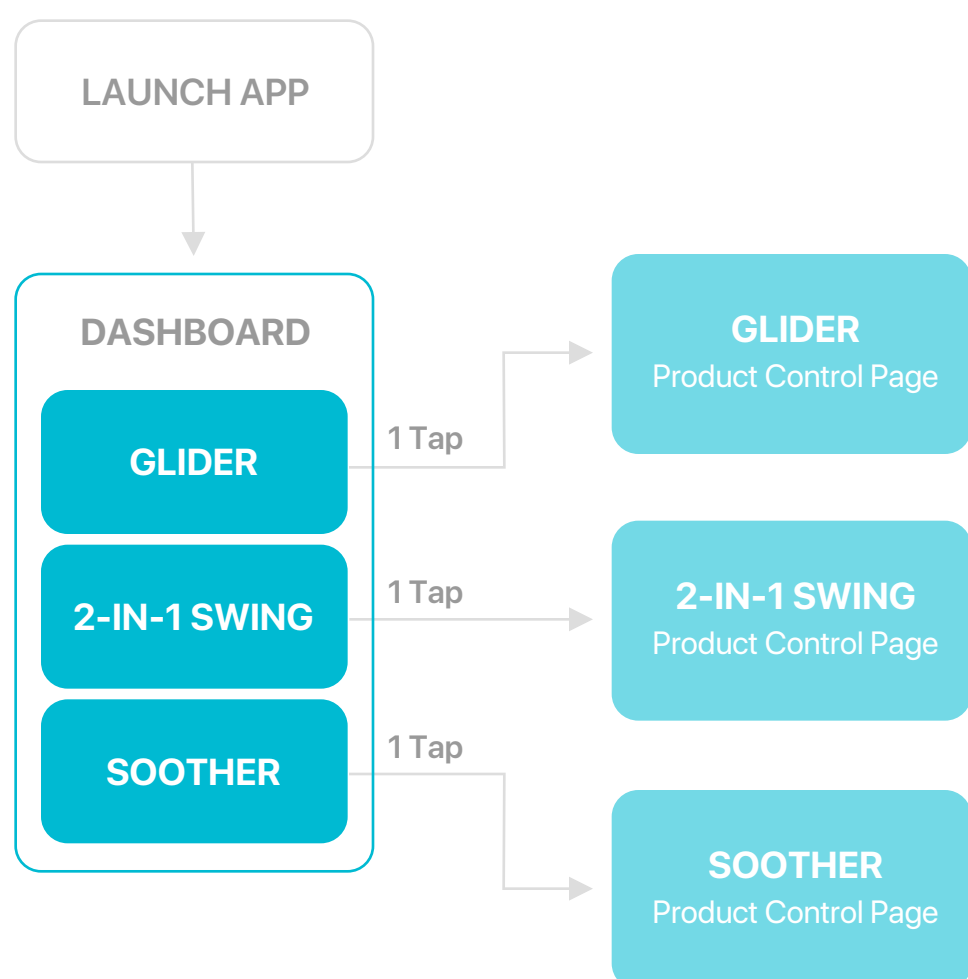 LAUNCH APP
DASHBOARD
GLIDER
2-IN-1 SWING
SOOTHER
1 Tap
1 Tap
1 Tap
GLIDER
Product Control Page
2-IN-1 SWING
Product Control Page
SOOTHER
Product Control Page